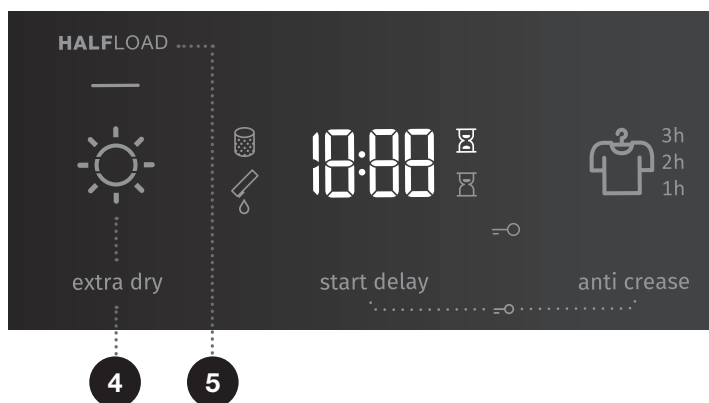 HALFLOAD
18:88
3h
2h
1h
extra dry
start delay
anti crease
4
5